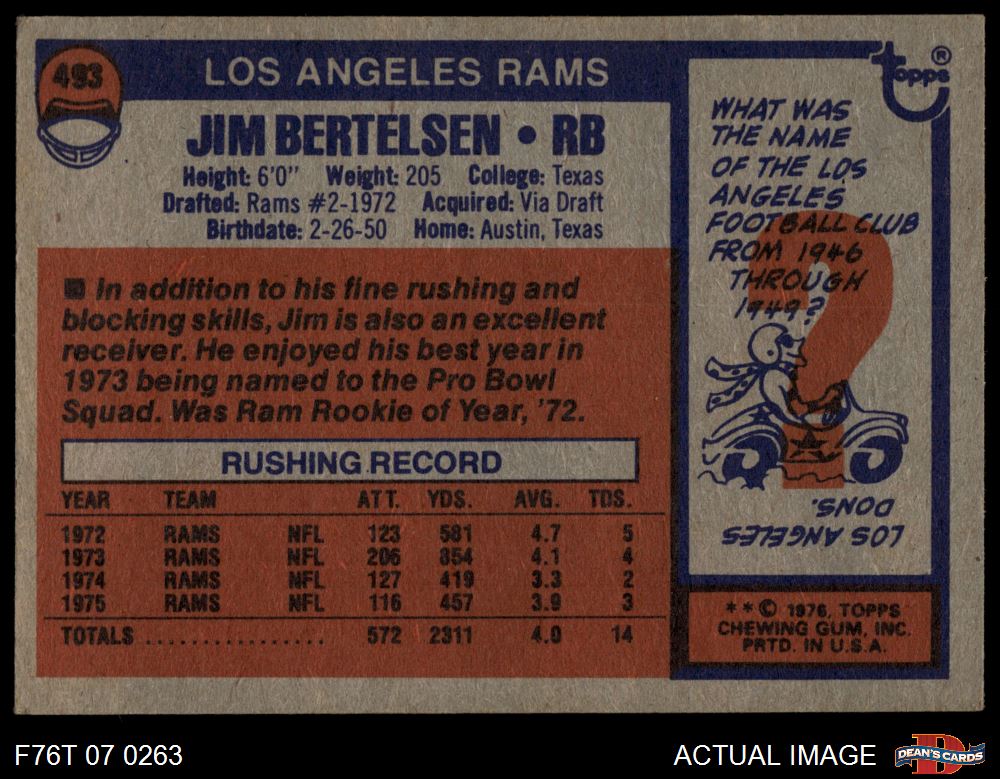 493
LOS ANGELES RAMS
JIM BERTELSEN • RB
Height: 6'0" Weight: 205 College: Texas
Drafted: Rams #2-1972 Acquired: Via Draft
Birthdate: 2-26-50 Home: Austin, Texas
■ In addition to his fine rushing and
blocking skills, Jim is also an excellent
receiver. He enjoyed his best year in
1973 being named to the Pro Bowl
Squad. Was Ram Rookie of Year, '72.
RUSHING RECORD
YEAR TEAM ATT. YDS. AVG. TDS.
1972 RAMS NFL 123 581 4.7 5
1973 RAMS NFL 206 854 4.1 4
1974 RAMS NFL 127 419 3.3 2
1975 RAMS NFL 116 457 3.9 3
TOTALS ................. 572 2311 4.0 14
topps ®
WHAT WAS
THE NAME
OF THE LOS
ANGELES
FOOTBALL CLUB
FROM 1946
THROUGH
1949?
?
LOS ANGELES
DONS.
** © 1976, TOPPS
CHEWING GUM, INC.
PRTD. IN U.S.A.
F76T 07 0263
ACTUAL IMAGE
D
DEAN'S CARDS